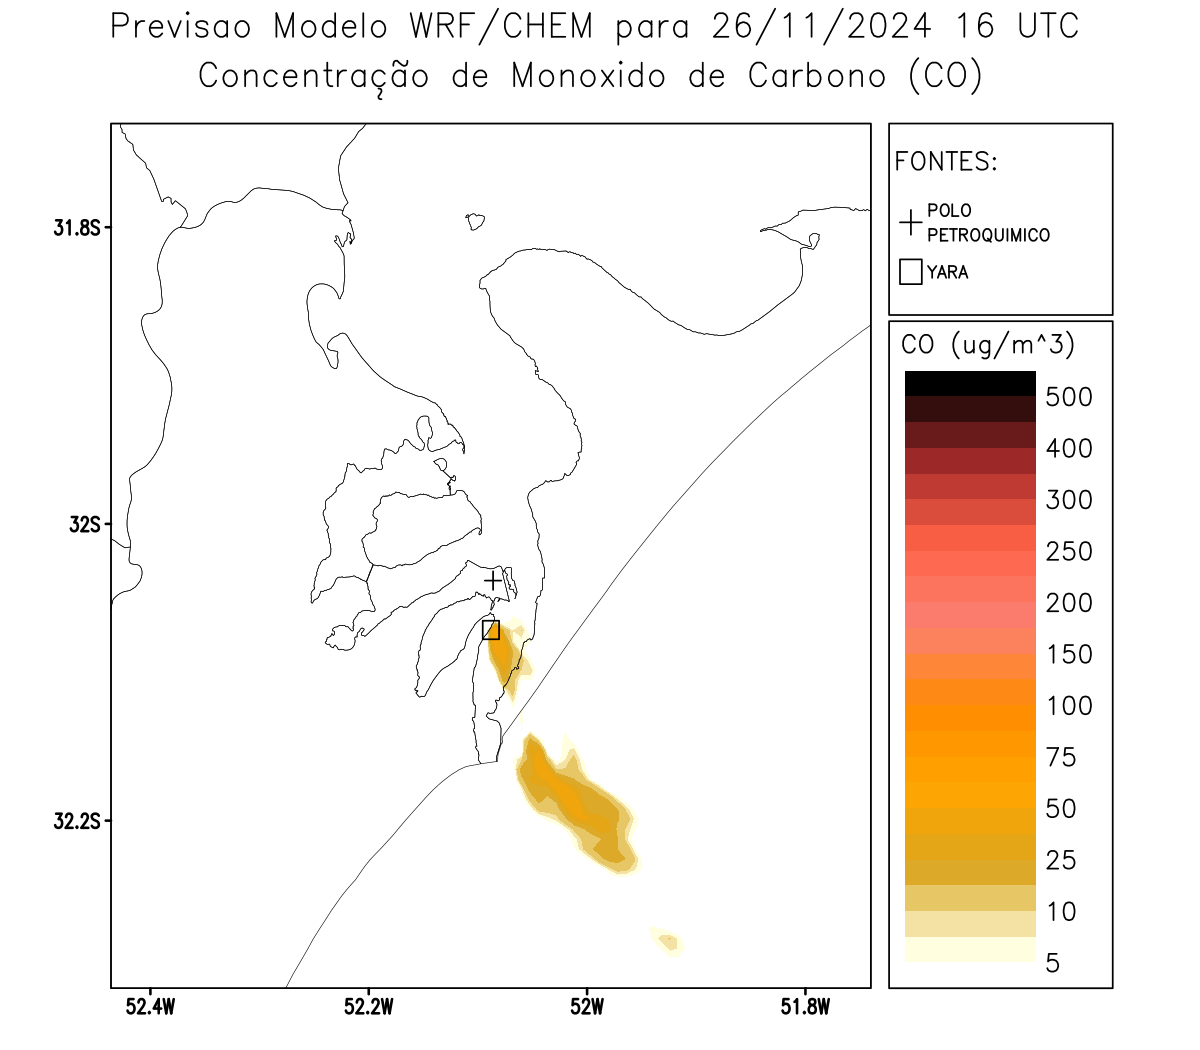 Previsao Modelo WRF/CHEM para 26/11/2024 16 UTC
Concentração de Monoxido de Carbono (CO)
FONTES:
POLO
PETROQUIMICO
YARA
CO (ug/m^3)
500
400
300
250
200
150
100
75
50
25
10
5
31.8S
32S
32.2S
52.4W
52.2W
52W
51.8W